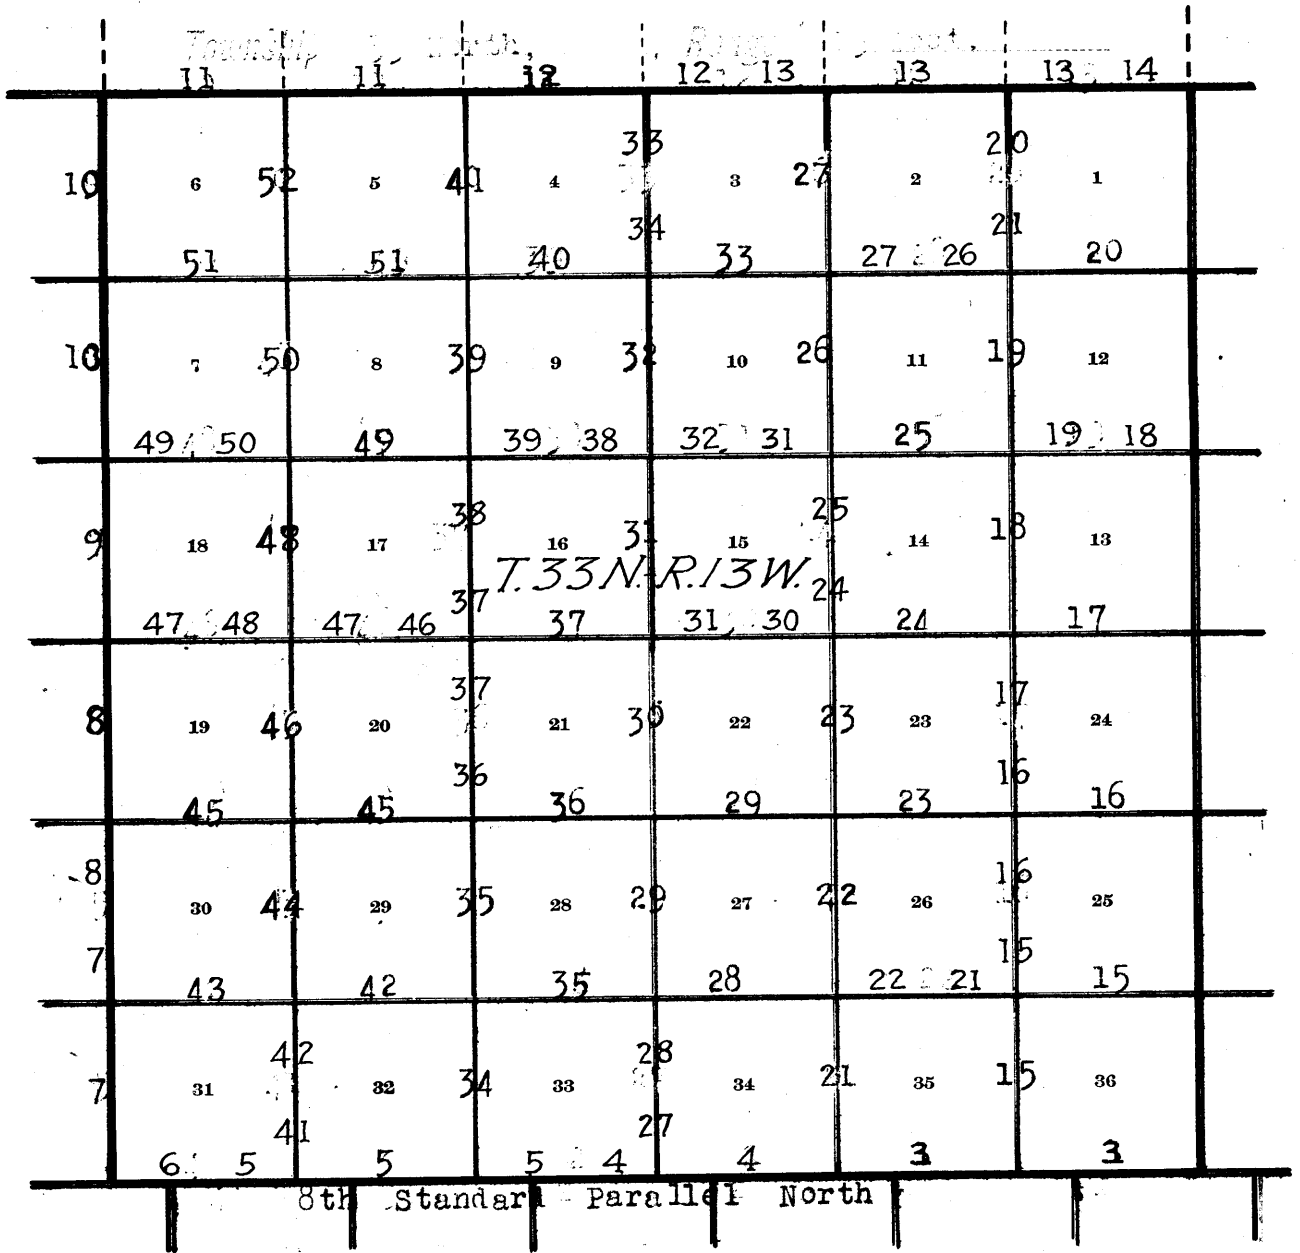 Township North, Range West,
11 11 12 12 13 13 13 14
33 20
10 6 52 5 41 4 3 27 2 1
34 21
51 51 40 33 27 26 20
10 7 50 8 39 9 32 10 26 11 19 12
49 50 49 39 38 32 31 25 19 18
38 25
9 18 48 17 16 31 15 14 18 13
T.33N.-R.13W.
37 24
47 48 47 46 37 31 30 24 17
37 17
8 19 46 20 21 30 22 23 23 24
36 16
45 45 36 29 23 16
8 16
30 44 29 35 28 29 27 22 26 25
7 15
43 42 35 28 22 21 15
42 28
7 31 32 34 33 34 21 35 15 36
41 27
6 5 5 5 4 4 3 3
8th Standard Parallel North